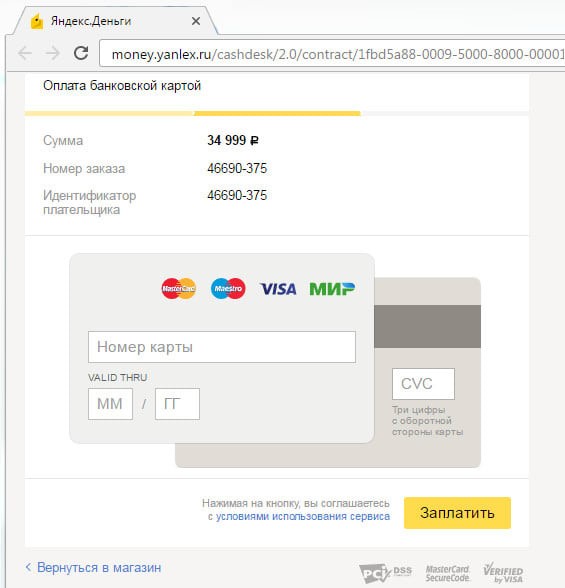 Яндекс.Деньги
money.yanlex.ru/cashdesk/2.0/contract/1fbd5a88-0009-5000-8000-00001
Оплата банковской картой
Сумма 34 999 ₽
Номер заказа 46690-375
Идентификатор
плательщика 46690-375
MasterCard Maestro VISA МИР
Номер карты
VALID THRU
ММ / ГГ
CVC
Три цифры
с оборотной
стороны карты
Нажимая на кнопку, вы соглашаетесь
с условиями использования сервиса
Заплатить
Вернуться в магазин
PCI DSS
MasterCard.
SecureCode.
VERIFIED
by VISA